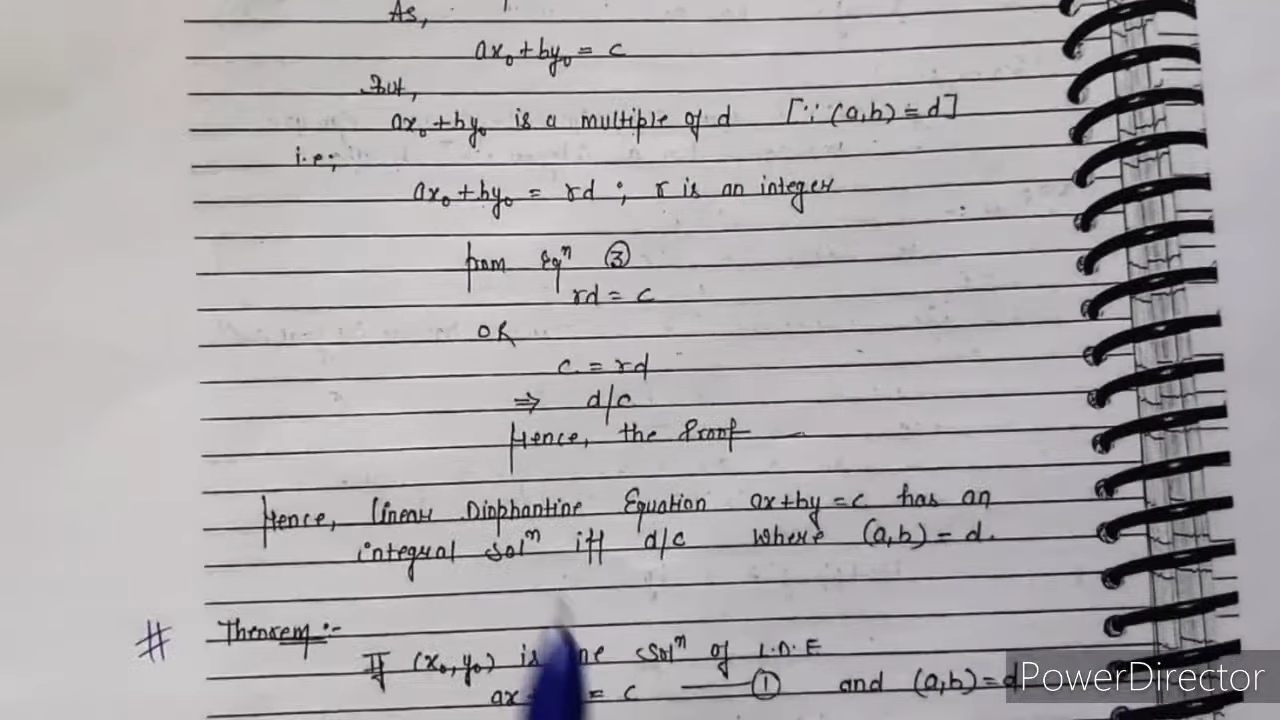 As,
ax₀ + by₀ = c
But,
ax₀ + by₀ is a multiple of d [∵ (a,b) = d]
i.e;
ax₀ + by₀ = rd ; r is an integer
from Eqⁿ ③
rd = c
OR
c = rd
⇒ d/c
Hence, the Proof
Hence, Linear Diophantine Equation ax+by = c has an
integral Solⁿ iff d/c where (a,b) = d.
# Theorem :-
If (x₀, y₀) is one Solⁿ of L.D.E
ax = c —— ① and (a,b) = d
PowerDirector